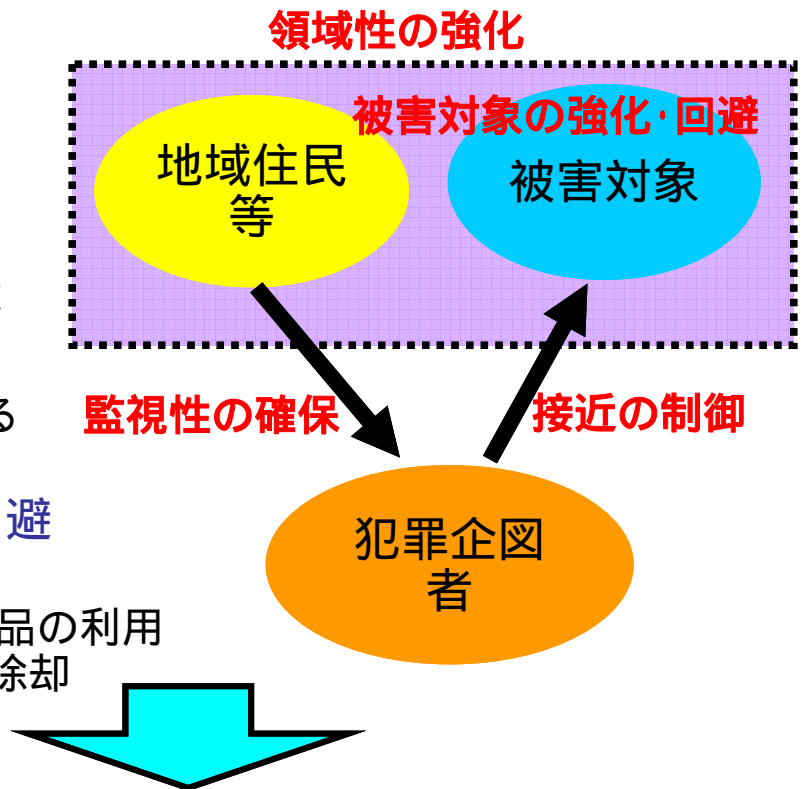 領域性の強化
被害対象の強化･回避
地域住民
等
被害対象
る
監視性の確保
接近の制御
避
犯罪企図
者
品の利用
除却